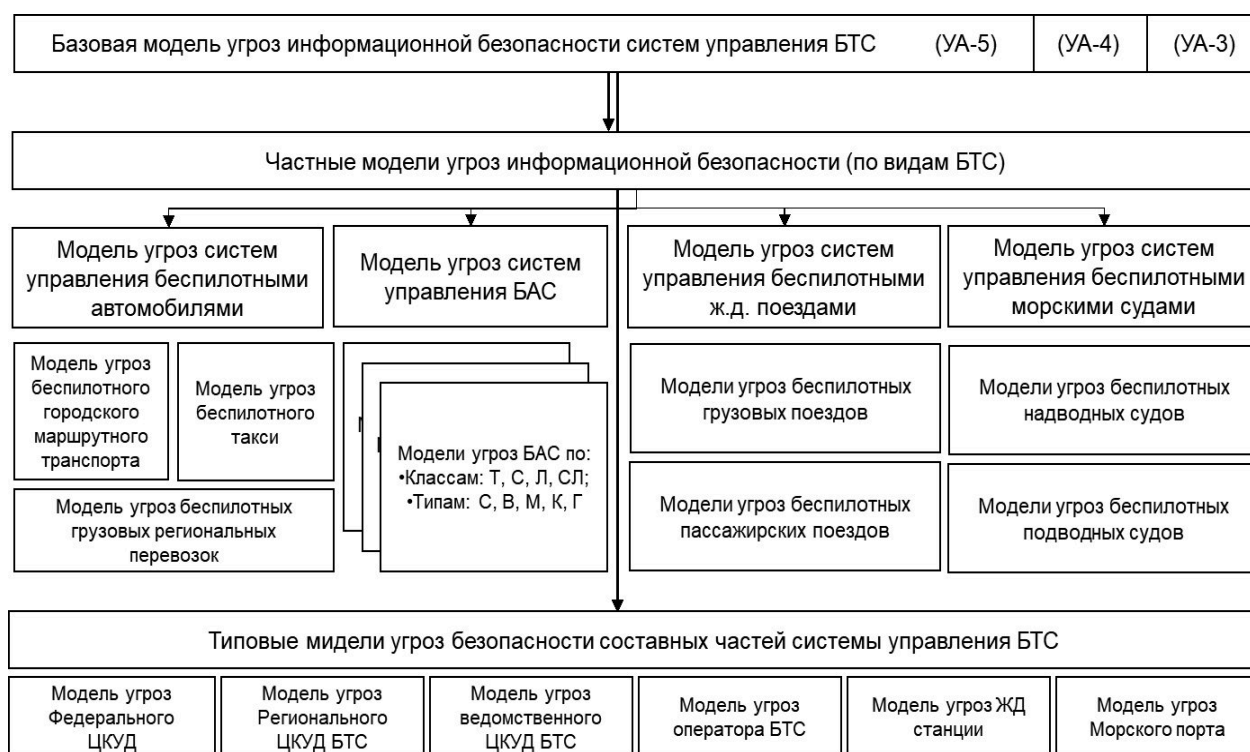 Базовая модель угроз информационной безопасности систем управления БТС (УА-5) (УА-4) (УА-3)
Частные модели угроз информационной безопасности (по видам БТС)
Модель угроз систем
управления беспилотными
автомобилями
Модель угроз систем
управления БАС
Модель угроз систем
управления беспилотными
ж.д. поездами
Модель угроз систем
управления беспилотными
морскими судами
Модель угроз
беспилотного
городского
маршрутного
транспорта
Модель угроз
беспилотного
такси
Модель угроз беспилотных
грузовых региональных
перевозок
Модели угроз БАС по:
•Классам: Т, С, Л, СЛ;
•Типам: С, В, М, К, Г
Модели угроз беспилотных
грузовых поездов
Модели угроз беспилотных
пассажирских поездов
Модели угроз беспилотных
надводных судов
Модели угроз беспилотных
подводных судов
Типовые мидели угроз безопасности составных частей системы управления БТС
Модель угроз
Федерального
ЦКУД
Модель угроз
Регионального
ЦКУД БТС
Модель угроз
ведомственного
ЦКУД БТС
Модель угроз
оператора БТС
Модель угроз ЖД
станции
Модель угроз
Морского порта